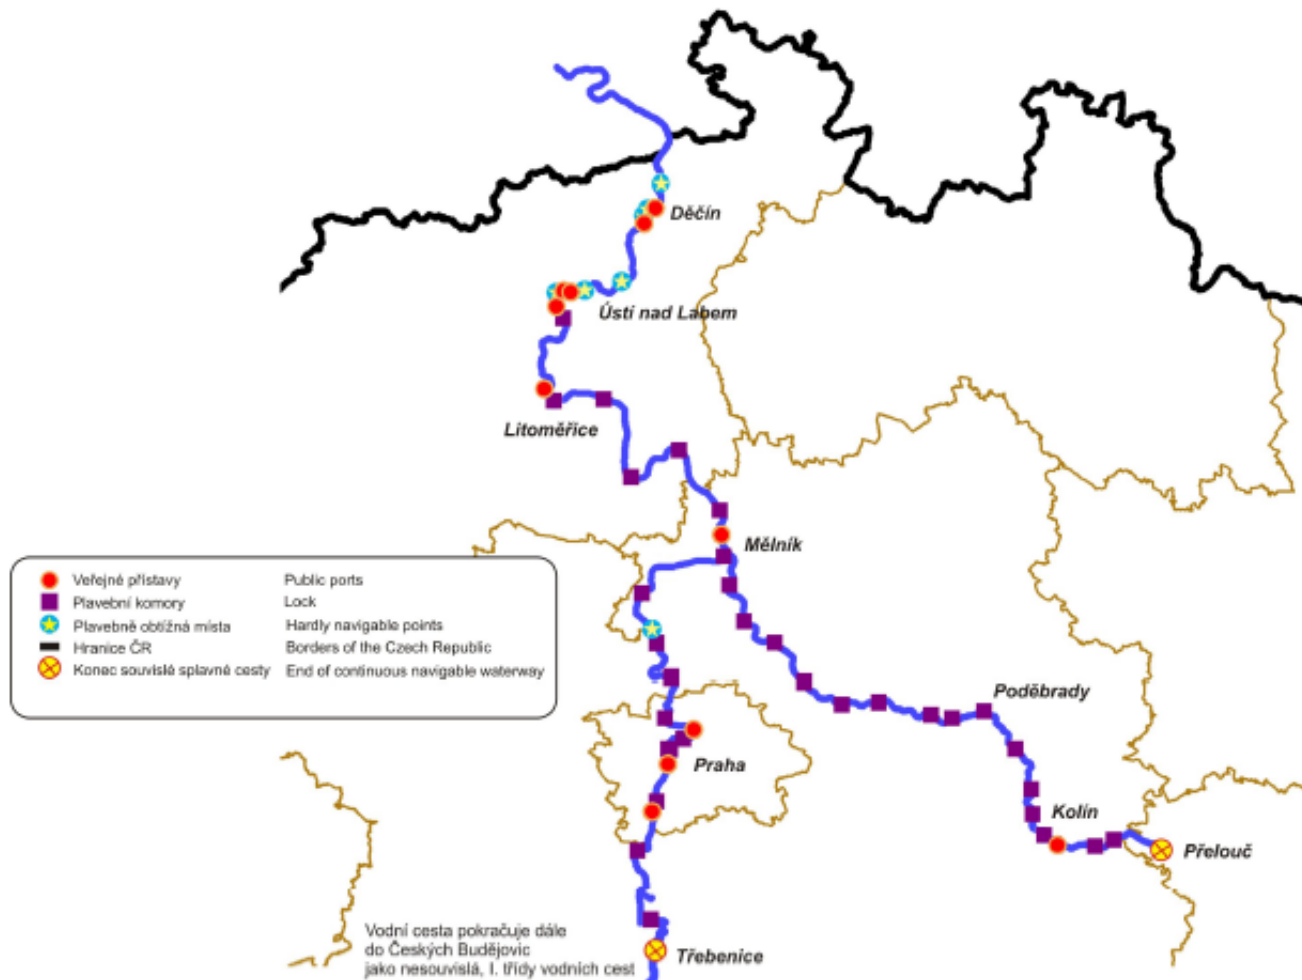 Děčín
Ústí nad Labem
Litoměřice
Mělník
Veřejné přístavy Public ports
Plavební komory Lock
Plavebně obtížná místa Hardly navigable points
Hranice ČR Borders of the Czech Republic
Konec souvislé splavné cesty End of continuous navigable waterway
Poděbrady
Praha
Kolín
Přelouč
Vodní cesta pokračuje dále
do Českých Budějovic
jako nesouvislá, I. třídy vodních cest
Třebenice